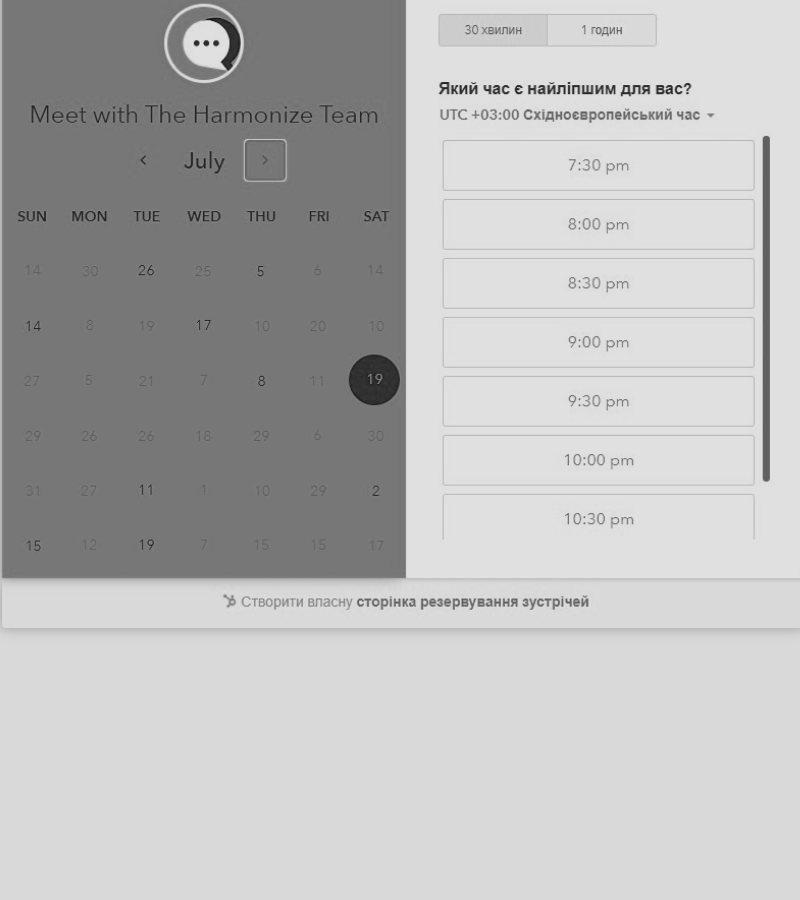 Meet with The Harmonize Team
July
SUN MON TUE WED THU FRI SAT
14 30 26 25 5 6 14
14 8 19 17 10 20 10
27 5 21 7 8 11 19
29 26 26 18 29 6 30
31 27 11 1 10 29 2
15 12 19 7 15 15 17
30 хвилин 1 годин
Який час є найліпшим для вас?
UTC +03:00 Східноєвропейський час
7:30 pm
8:00 pm
8:30 pm
9:00 pm
9:30 pm
10:00 pm
10:30 pm
Створити власну сторінка резервування зустрічей